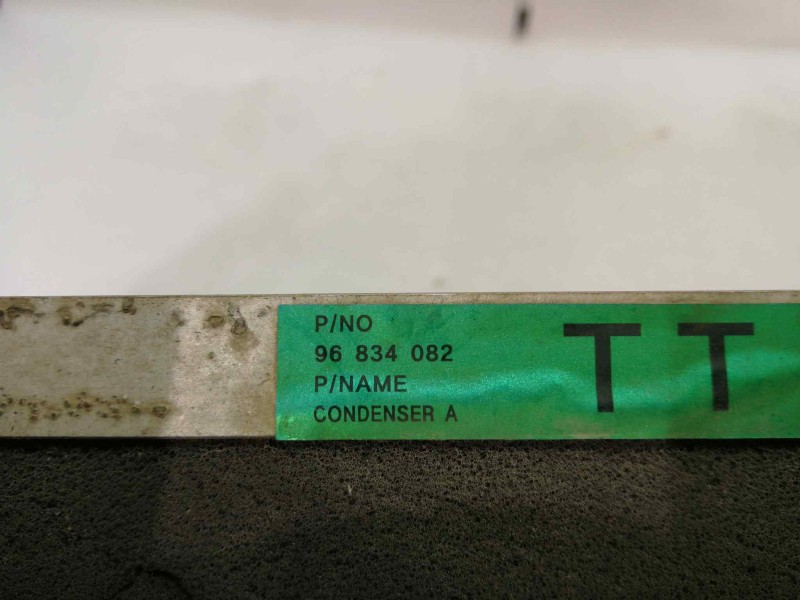 P/NO
96 834 082
P/NAME
CONDENSER A
TT